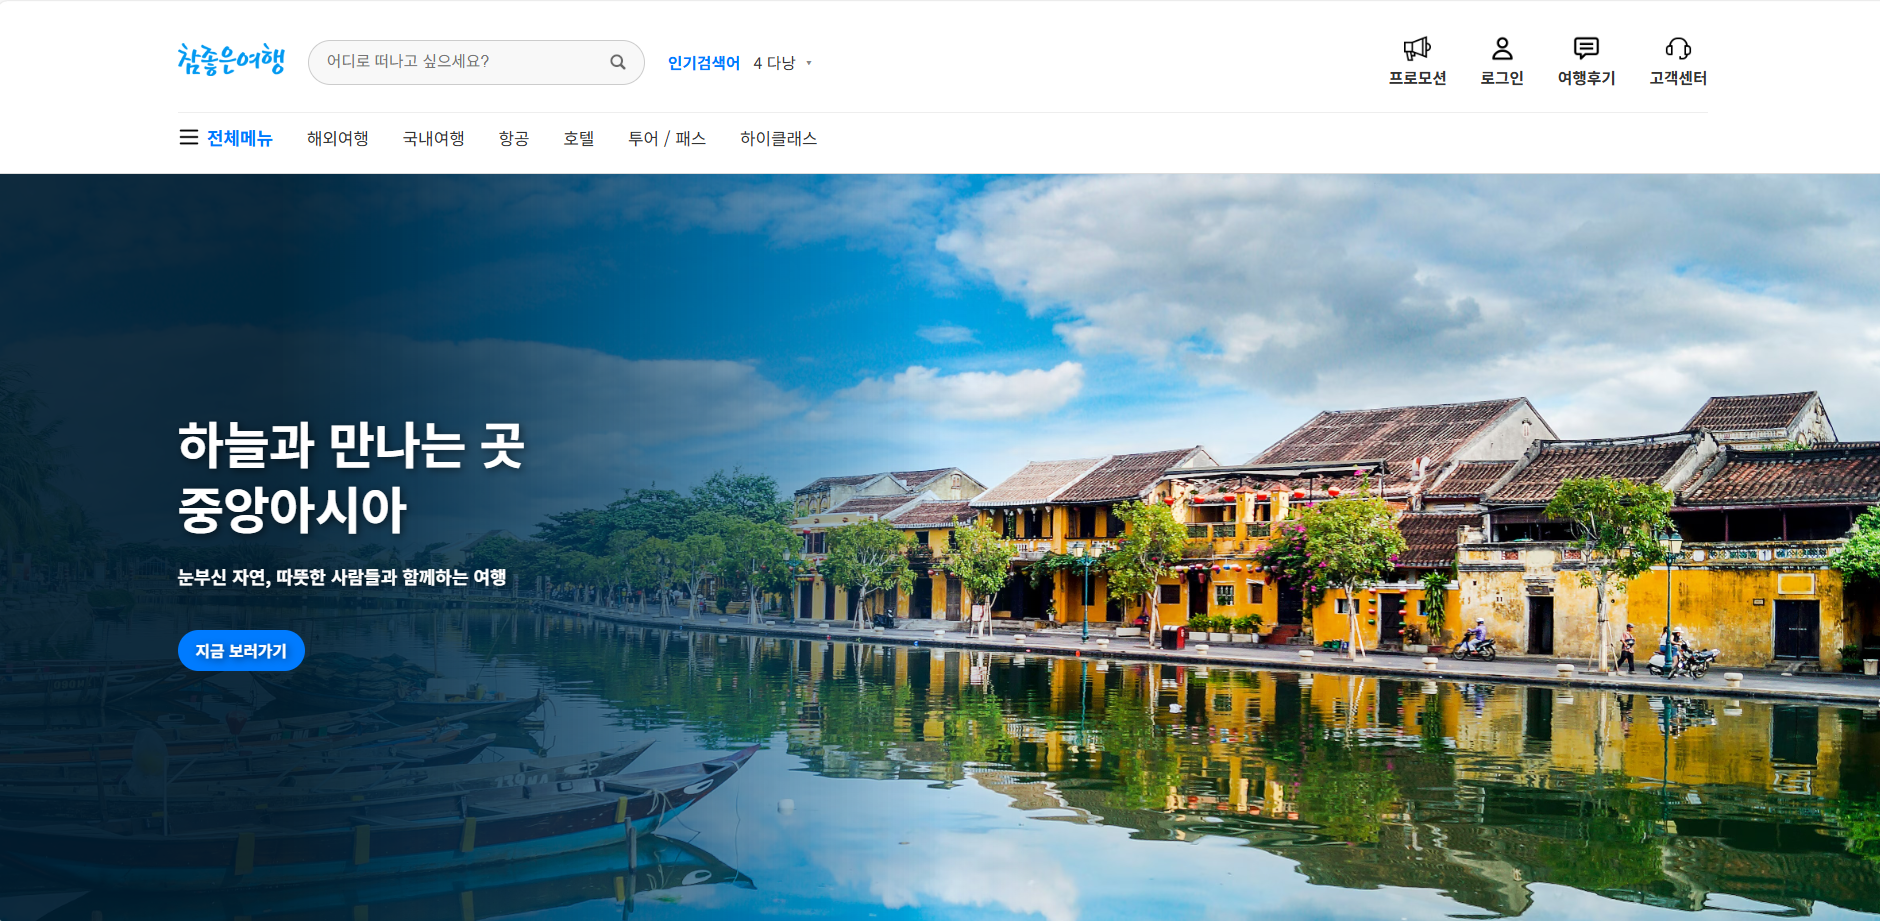 참좋은여행
어디로 떠나고 싶으세요?
인기검색어 4 다낭
프로모션 로그인 여행후기 고객센터
전체메뉴 해외여행 국내여행 항공 호텔 투어 / 패스 하이클래스
하늘과 만나는 곳
중앙아시아
눈부신 자연, 따뜻한 사람들과 함께하는 여행
지금 보러가기